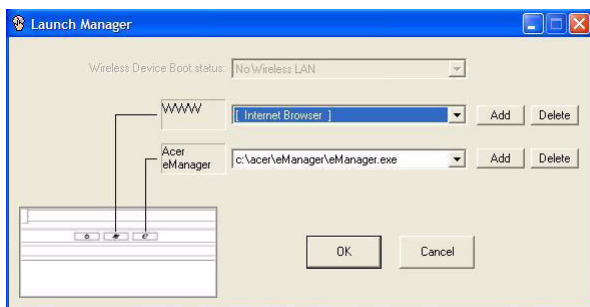 Launch Manager
Wireless Device Boot status: No Wireless LAN
WWW [ Internet Browser ] Add Delete
Acer
eManager c:\acer\eManager\eManager.exe Add Delete
OK Cancel